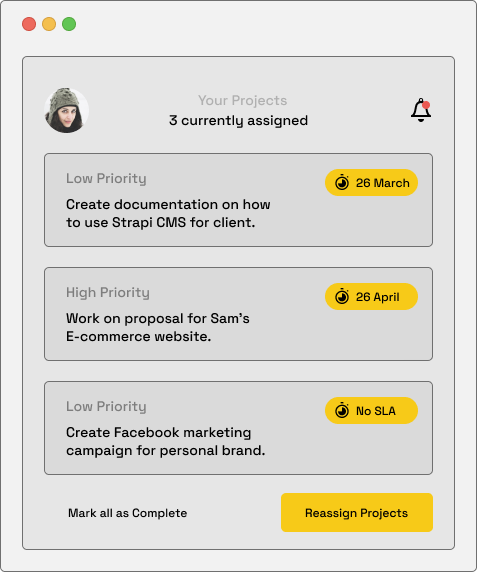 Your Projects
3 currently assigned
Low Priority
26 March
Create documentation on how
to use Strapi CMS for client.
High Priority
26 April
Work on proposal for Sam's
E-commerce website.
Low Priority
No SLA
Create Facebook marketing
campaign for personal brand.
Mark all as Complete
Reassign Projects